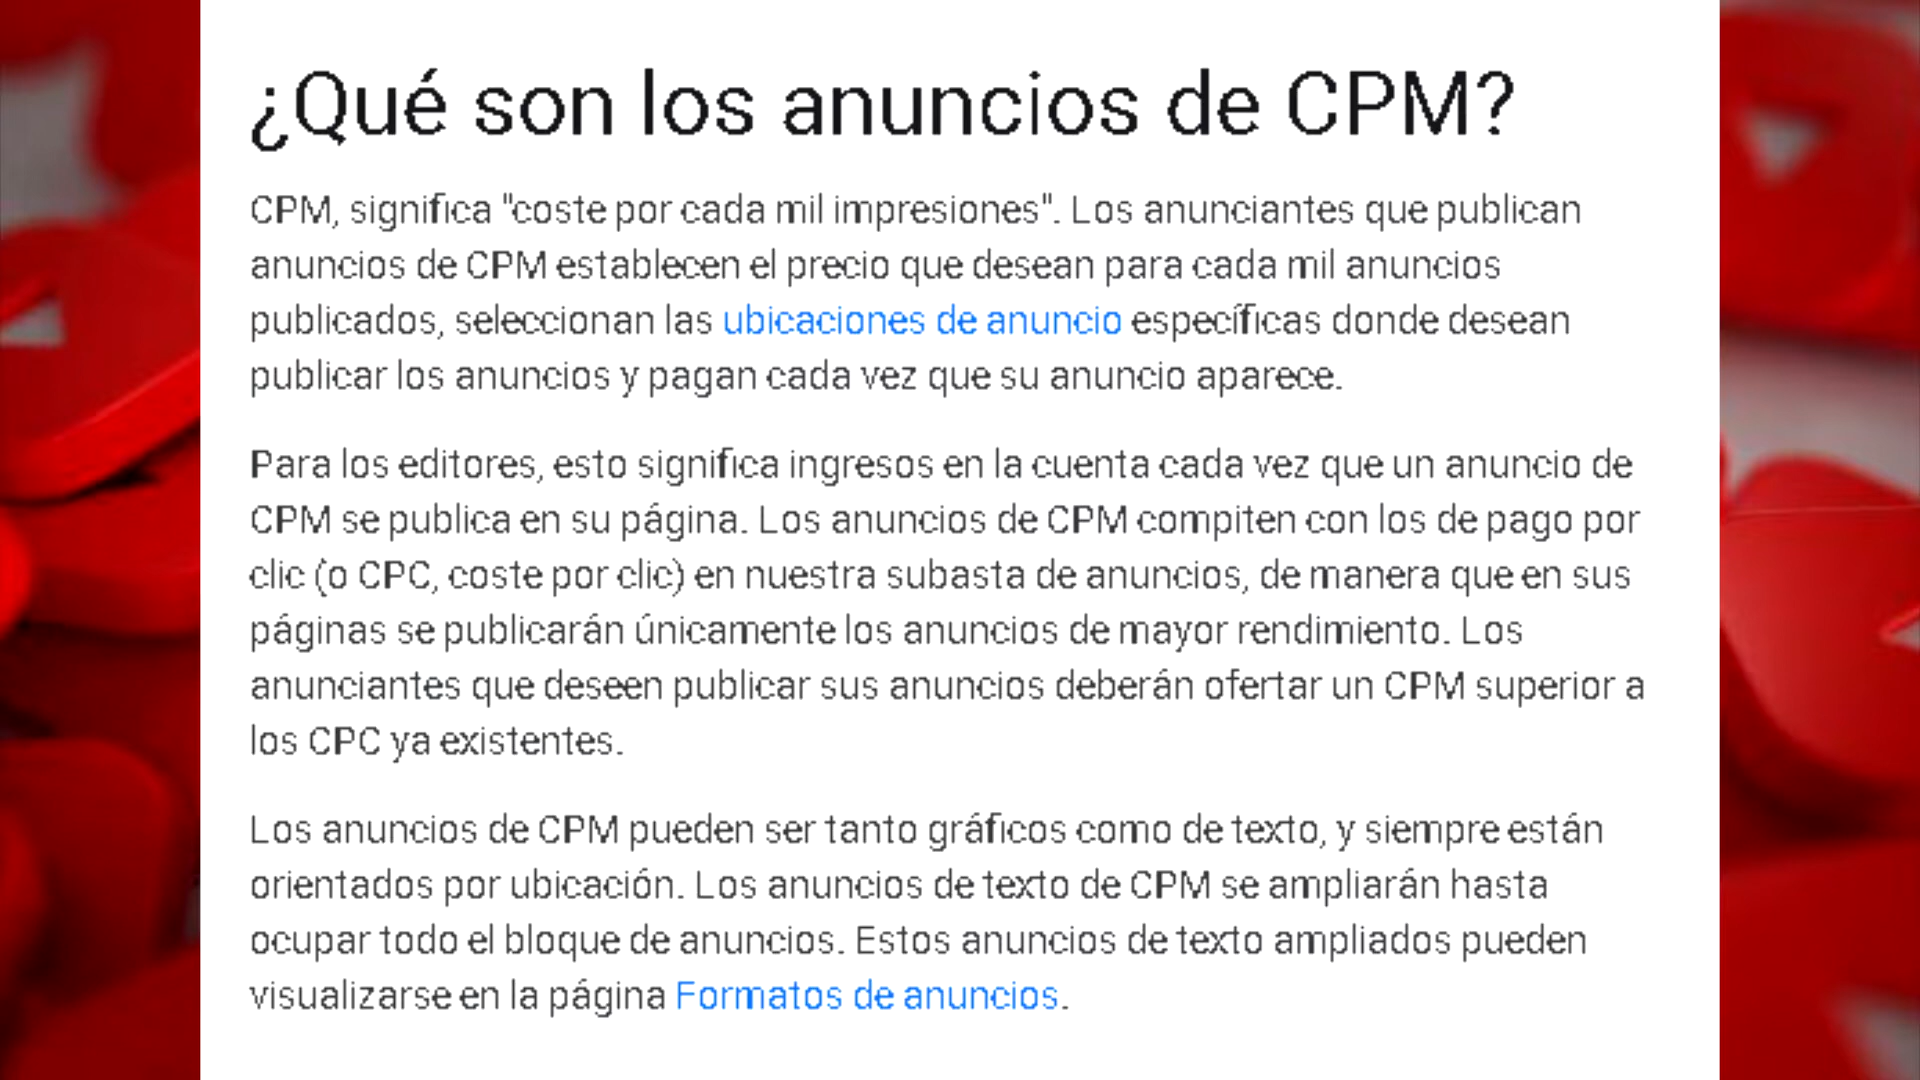 ¿Qué son los anuncios de CPM?
CPM, significa "coste por cada mil impresiones". Los anunciantes que publican
anuncios de CPM establecen el precio que desean para cada mil anuncios
publicados, seleccionan las ubicaciones de anuncio específicas donde desean
publicar los anuncios y pagan cada vez que su anuncio aparece.
Para los editores, esto significa ingresos en la cuenta cada vez que un anuncio de
CPM se publica en su página. Los anuncios de CPM compiten con los de pago por
clic (o CPC, coste por clic) en nuestra subasta de anuncios, de manera que en sus
páginas se publicarán únicamente los anuncios de mayor rendimiento. Los
anunciantes que deseen publicar sus anuncios deberán ofertar un CPM superior a
los CPC ya existentes.
Los anuncios de CPM pueden ser tanto gráficos como de texto, y siempre están
orientados por ubicación. Los anuncios de texto de CPM se ampliarán hasta
ocupar todo el bloque de anuncios. Estos anuncios de texto ampliados pueden
visualizarse en la página Formatos de anuncios.